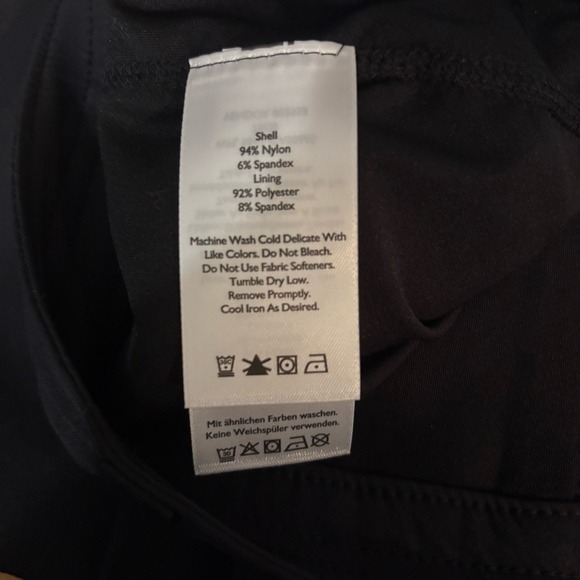 Shell
94% Nylon
6% Spandex
Lining
92% Polyester
8% Spandex
Machine Wash Cold Delicate With
Like Colors. Do Not Bleach.
Do Not Use Fabric Softeners.
Tumble Dry Low.
Remove Promptly.
Cool Iron As Desired.
Mit ähnlichen Farben waschen.
Keine Weichspüler verwenden.